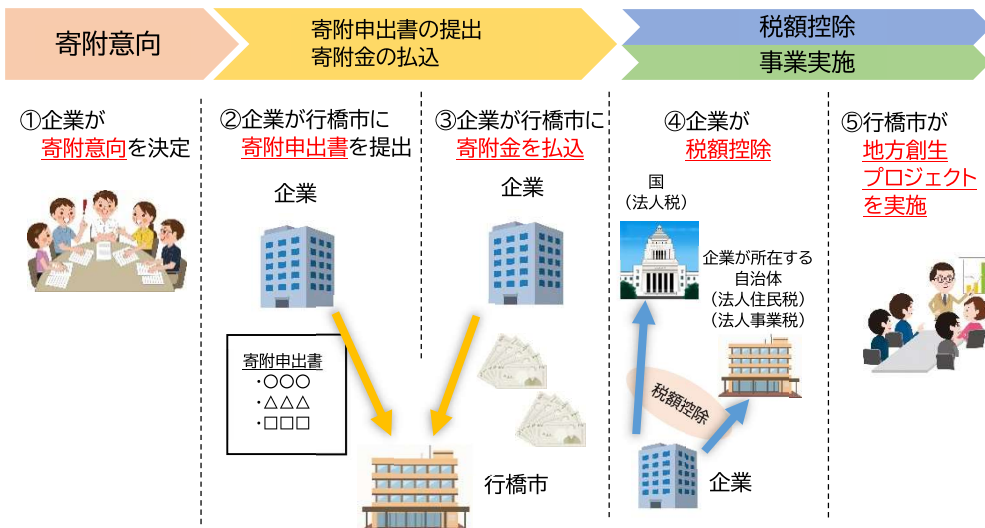 寄附意向
寄附申出書の提出
寄附金の払込
税額控除
事業実施
①企業が
寄附意向を決定
②企業が行橋市に
寄附申出書を提出
企業
寄附申出書
・○○○
・△△△
・□□□
③企業が行橋市に
寄附金を払込
企業
行橋市
④企業が
税額控除
国
（法人税）
企業が所在する
自治体
（法人住民税）
（法人事業税）
税額控除
企業
⑤行橋市が
地方創生
プロジェクト
を実施